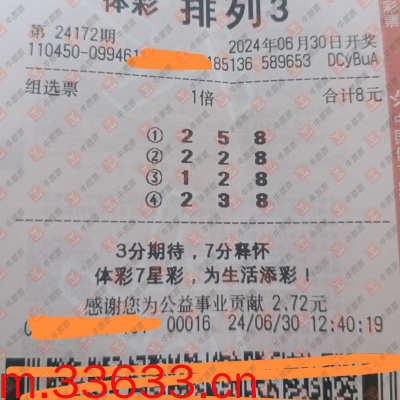 体彩 排列3
第 24172期 2024年06月30日开奖
110450-099461 185136 589653 DCyBuA
组选票 1倍 合计8元
① 2 5 8
② 2 2 8
③ 1 2 8
④ 2 3 8
3分期待，7分释怀
体彩7星彩，为生活添彩！
感谢您为公益事业贡献 2.72元
00016 24/06/30 12:40:19
m.33633.cn